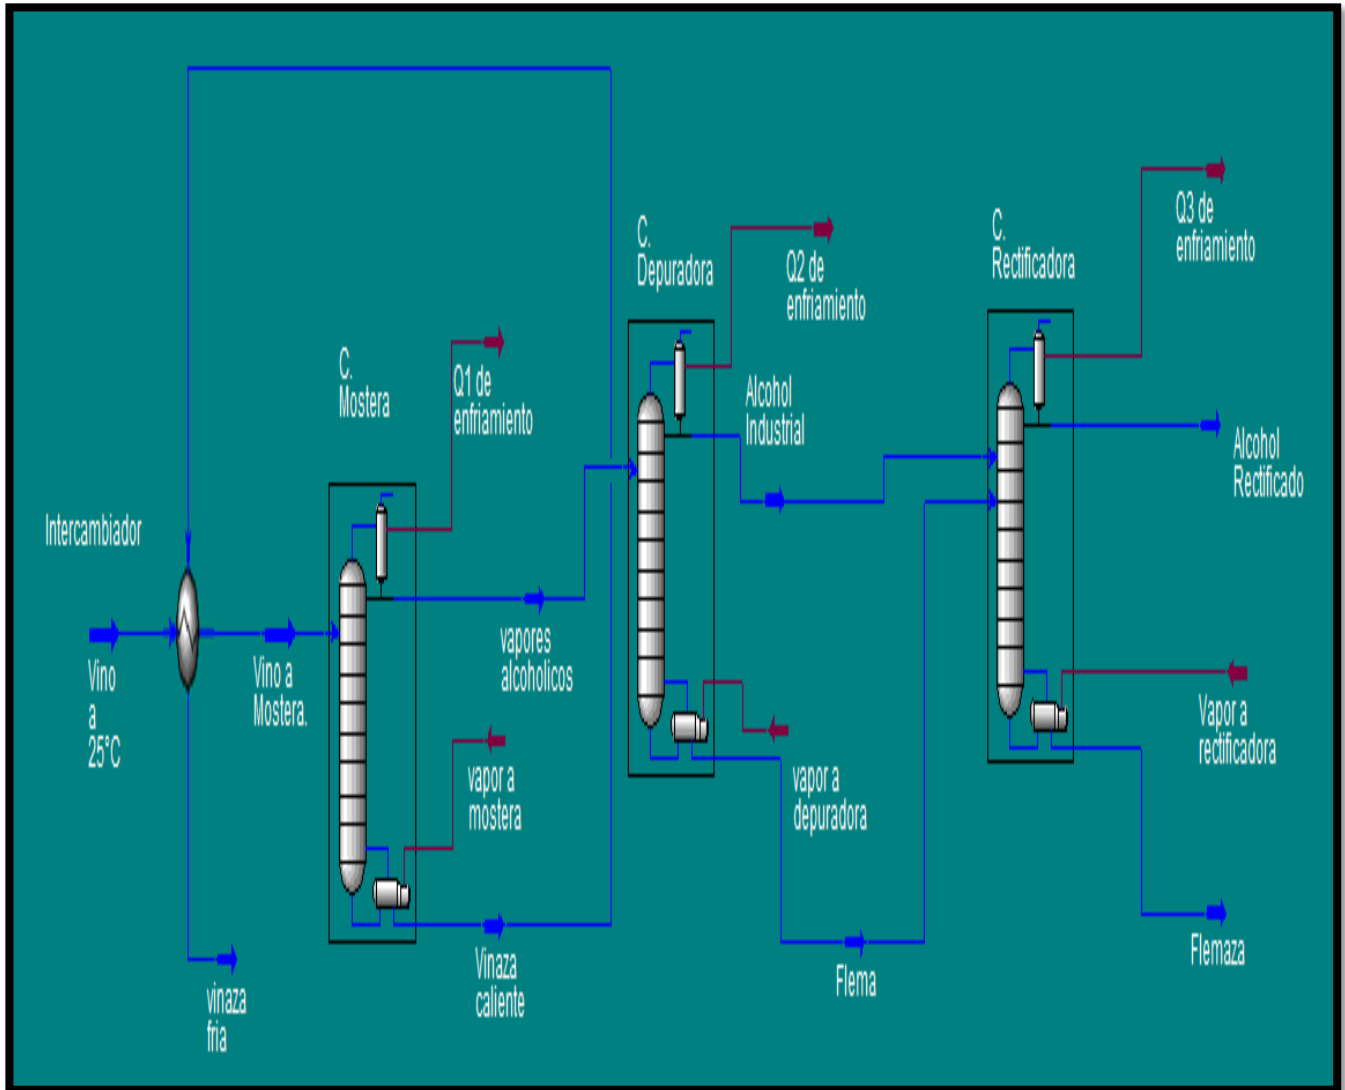 Intercambiador
Vino
a
25°C
Vino a
Mostera.
vinaza
fria
C.
Mostera
Q1 de
enfriamiento
vapores
alcoholicos
vapor a
mostera
Vinaza
caliente
C.
Depuradora
Q2 de
enfriamiento
Alcohol
Industrial
vapor a
depuradora
Flema
C.
Rectificadora
Q3 de
enfriamiento
Alcohol
Rectificado
Vapor a
rectificadora
Flemaza